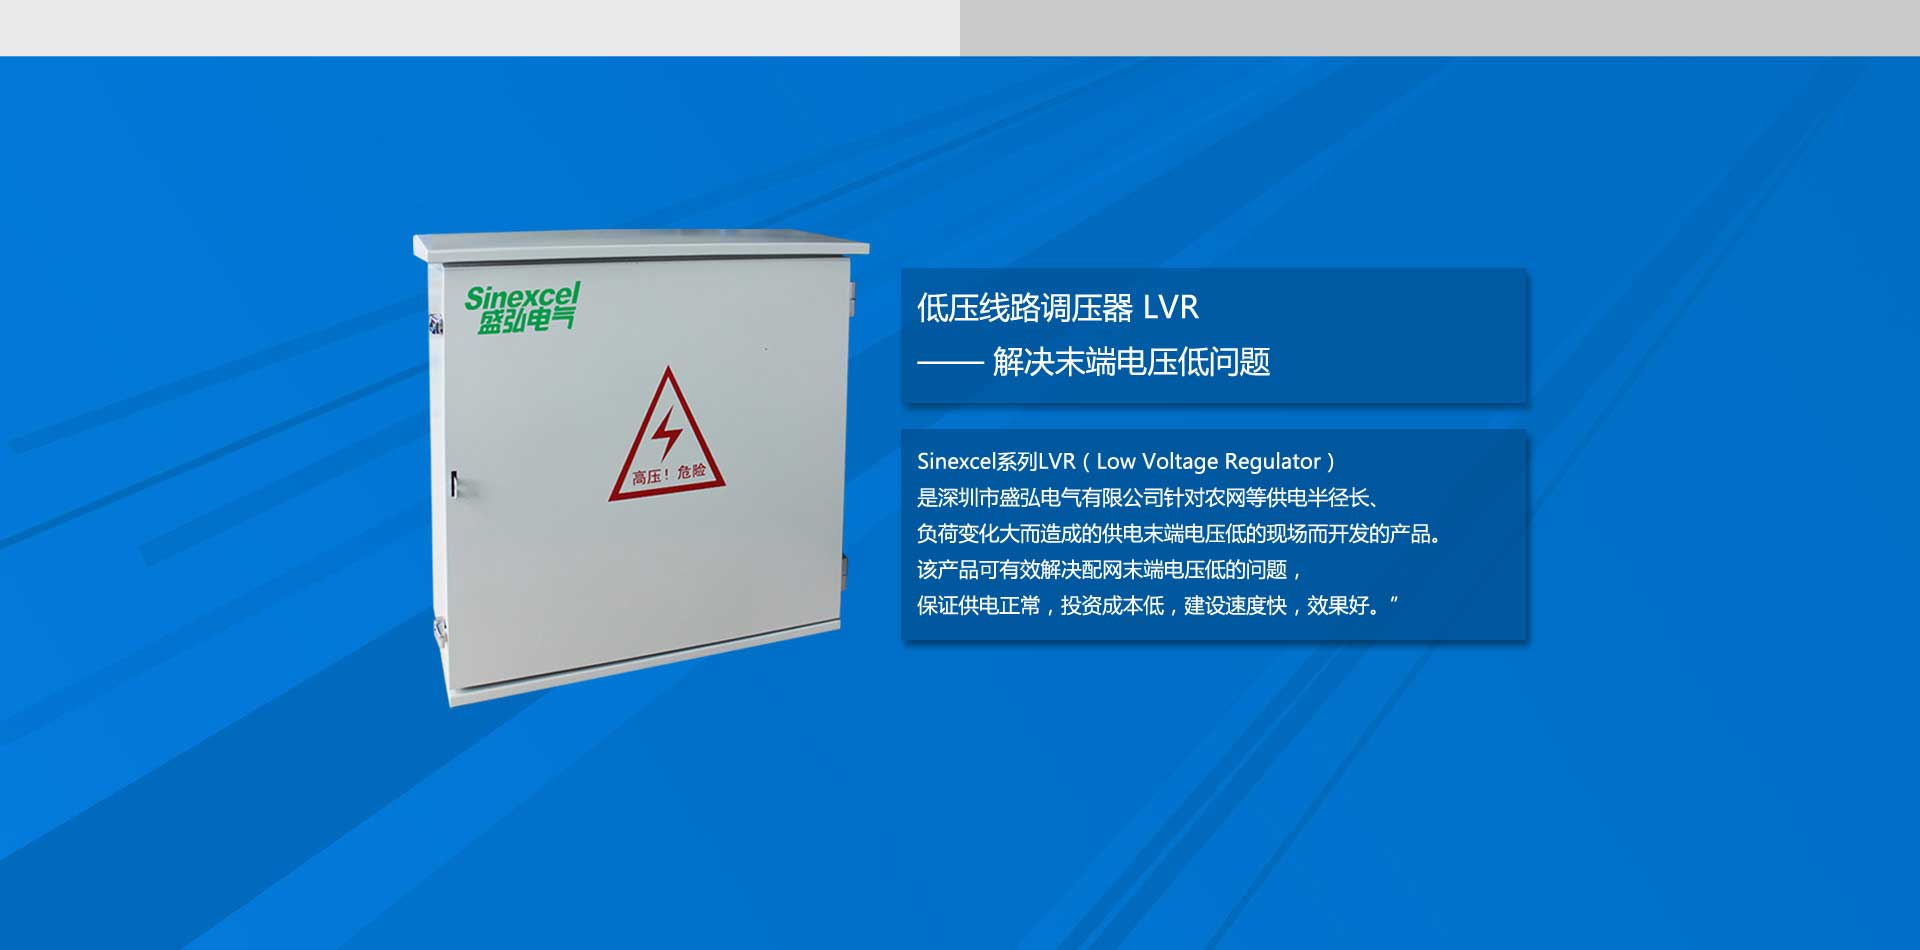 Sinexcel
盛弘电气
高压！危险
低压线路调压器 LVR
—— 解决末端电压低问题
Sinexcel系列LVR（Low Voltage Regulator）
是深圳市盛弘电气有限公司针对农网等供电半径长、
负荷变化大而造成的供电末端电压低的现场而开发的产品。
该产品可有效解决配网末端电压低的问题，
保证供电正常，投资成本低，建设速度快，效果好。”